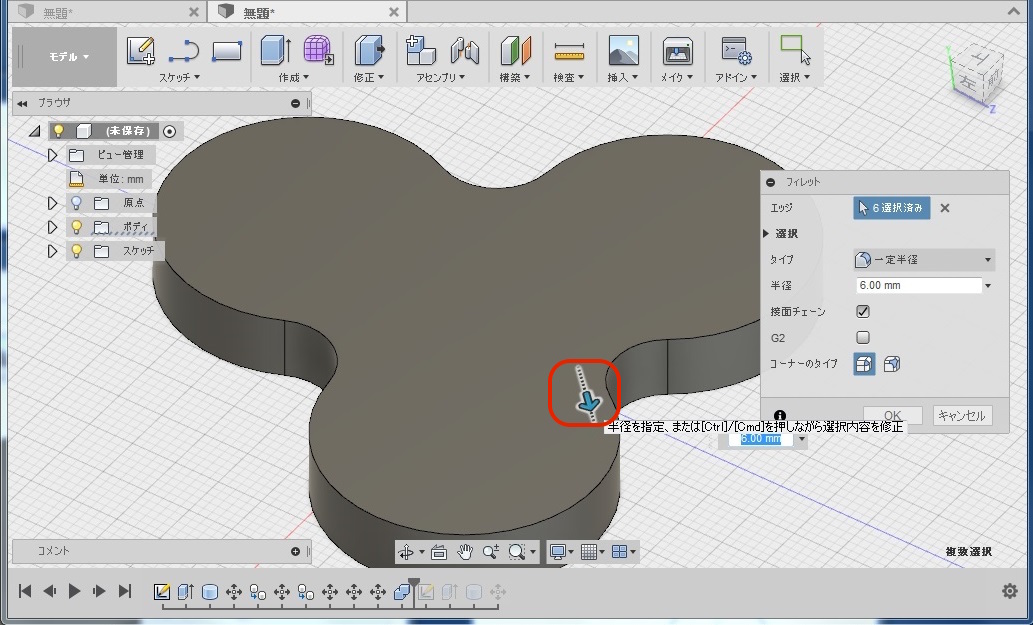 無題*
無題*
モデル
スケッチ
作成
修正
アセンブリ
構築
検査
挿入
メイク
アドイン
選択
上
左
前
Y
Z
ブラウザ
(未保存)
ビュー管理
単位: mm
原点
ボディ
スケッチ
フィレット
エッジ
6 選択済み
選択
タイプ
一定半径
半径
6.00 mm
接面チェーン
G2
コーナーのタイプ
OK
キャンセル
半径を指定、または[Ctrl]/[Cmd]を押しながら選択内容を修正
6.00 mm
コメント
複数選択